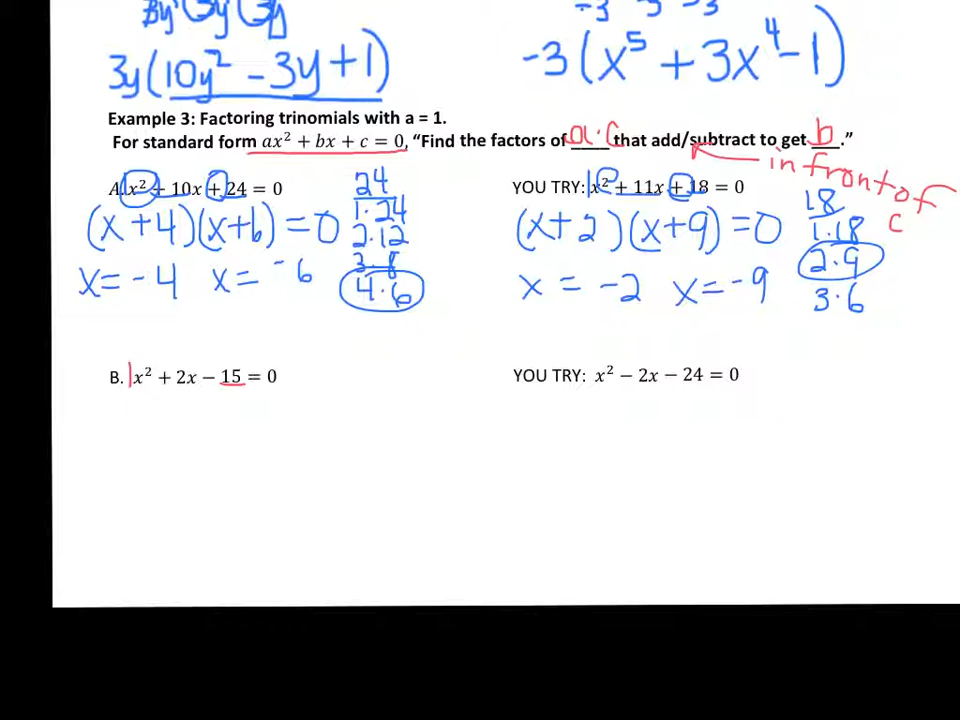 3y(10y² – 3y + 1)
-3(x⁵ + 3x⁴ – 1)
Example 3: Factoring trinomials with a = 1.
For standard form ax² + bx + c = 0, “Find the factors of a·c that add/subtract to get b.”
in front of c
A. x² + 10x + 24 = 0
24
1·24
2·12
3·8
4·6
(x + 4)(x + 6) = 0
x = -4 x = -6
YOU TRY: 1x² + 11x + 18 = 0
18
1·18
2·9
3·6
(x + 2)(x + 9) = 0
x = -2 x = -9
B. 1x² + 2x − 15 = 0
YOU TRY: x² − 2x − 24 = 0